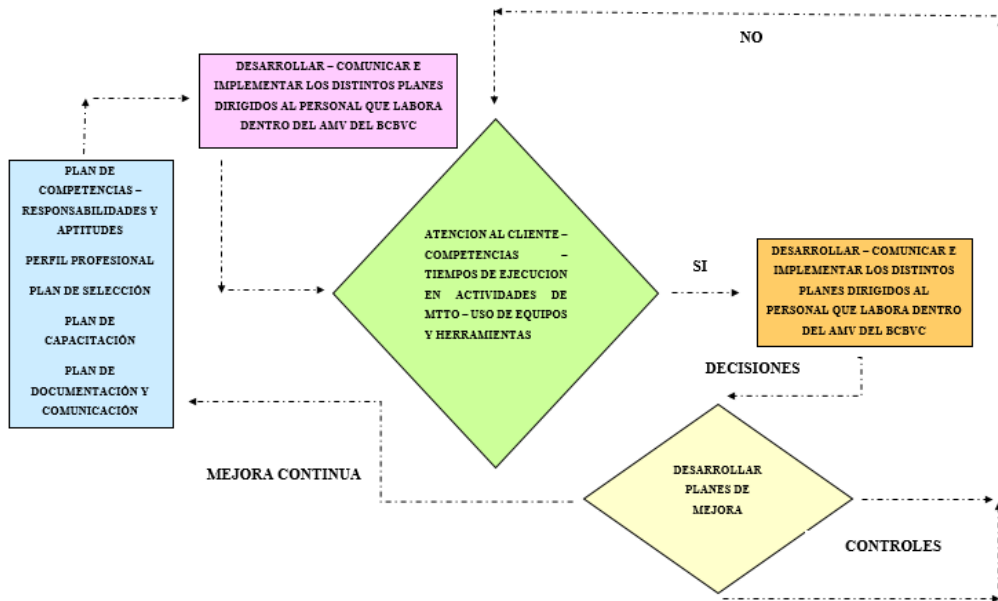 NO
DESARROLLAR – COMUNICAR E
IMPLEMENTAR LOS DISTINTOS PLANES
DIRIGIDOS AL PERSONAL QUE LABORA
DENTRO DEL AMV DEL BCBVC
PLAN DE
COMPETENCIAS –
RESPONSABILIDADES Y
APTITUDES
PERFIL PROFESIONAL
PLAN DE SELECCIÓN
PLAN DE
CAPACITACIÓN
PLAN DE
DOCUMENTACIÓN Y
COMUNICACIÓN
ATENCION AL CLIENTE –
COMPETENCIAS –
TIEMPOS DE EJECUCION
EN ACTIVIDADES DE
MTTO – USO DE EQUIPOS
Y HERRAMIENTAS
SI
DESARROLLAR – COMUNICAR E
IMPLEMENTAR LOS DISTINTOS
PLANES DIRIGIDOS AL
PERSONAL QUE LABORA DENTRO
DEL AMV DEL BCBVC
DECISIONES
DESARROLLAR
PLANES DE
MEJORA
MEJORA CONTINUA
CONTROLES